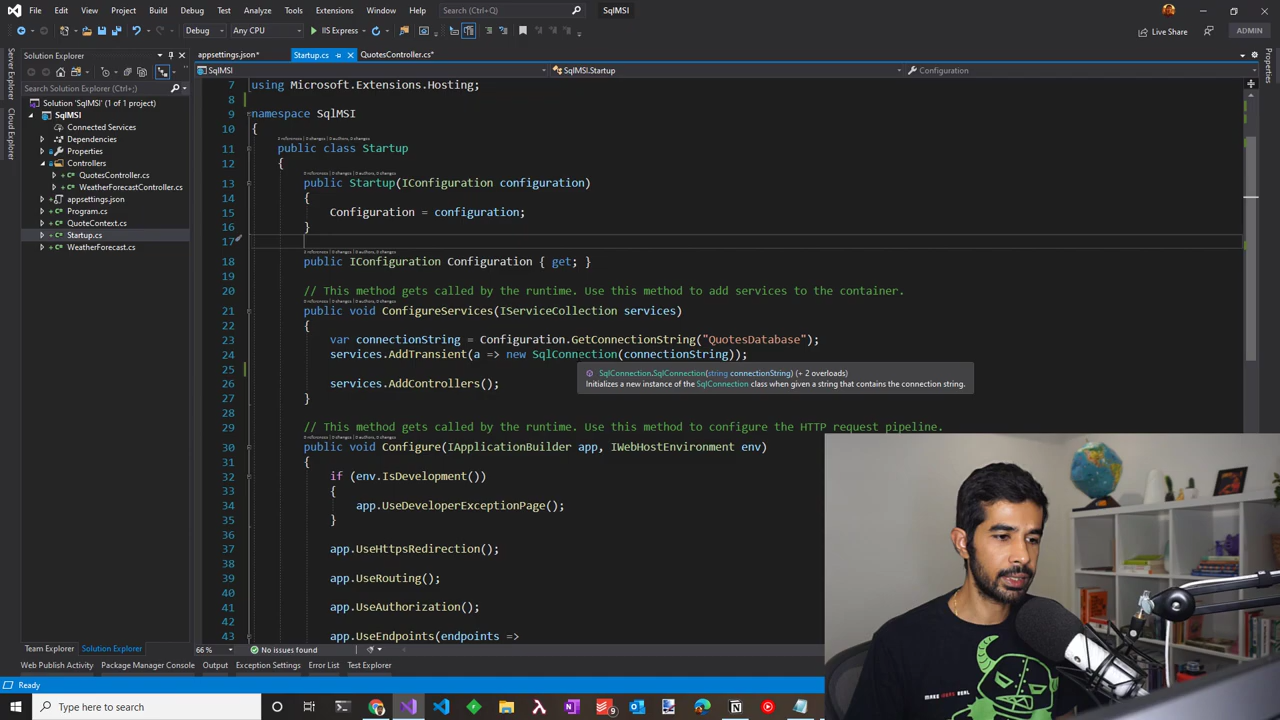 File Edit View Project Build Debug Test Analyze Tools Extensions Window Help Search (Ctrl+Q) SqlMSI
Debug Any CPU IIS Express Live Share ADMIN
Server Explorer
Cloud Explorer
Solution Explorer
Search Solution Explorer (Ctrl+;)
Solution 'SqlMSI' (1 of 1 project)
SqlMSI
Connected Services
Dependencies
Properties
Controllers
QuotesController.cs
WeatherForecastController.cs
appsettings.json
Program.cs
QuoteContext.cs
Startup.cs
WeatherForecast.cs
Team Explorer Solution Explorer
appsettings.json* Startup.cs QuotesController.cs*
SqlMSI SqlMSI.Startup Configuration
7 using Microsoft.Extensions.Hosting;
8
9 namespace SqlMSI
10 {
11 public class Startup
12 {
13 public Startup(IConfiguration configuration)
14 {
15 Configuration = configuration;
16 }
17
18 public IConfiguration Configuration { get; }
19
20 // This method gets called by the runtime. Use this method to add services to the container.
21 public void ConfigureServices(IServiceCollection services)
22 {
23 var connectionString = Configuration.GetConnectionString("QuotesDatabase");
24 services.AddTransient(a => new SqlConnection(connectionString));
25
SqlConnection.SqlConnection(string connectionString) (+ 2 overloads)
Initializes a new instance of the SqlConnection class when given a string that contains the connection string.
26 services.AddControllers();
27 }
28
29 // This method gets called by the runtime. Use this method to configure the HTTP request pipeline.
30 public void Configure(IApplicationBuilder app, IWebHostEnvironment env)
31 {
32 if (env.IsDevelopment())
33 {
34 app.UseDeveloperExceptionPage();
35 }
36
37 app.UseHttpsRedirection();
38
39 app.UseRouting();
40
41 app.UseAuthorization();
42
43 app.UseEndpoints(endpoints =>
66 % No issues found
Properties
MAKE IDEAS REAL
Web Publish Activity Package Manager Console Output Exception Settings Error List Test Explorer
Ready
Type here to search
9